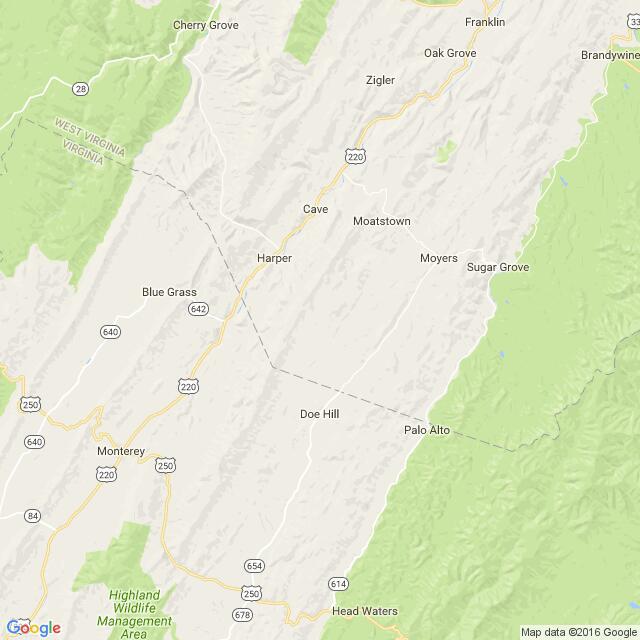 Franklin
Cherry Grove
33
Oak Grove
Brandywine
Zigler
28
WEST VIRGINIA
VIRGINIA
220
Cave
Moatstown
Harper
Moyers
Sugar Grove
Blue Grass
642
640
220
250
Doe Hill
640
Palo Alto
Monterey
250
220
84
654
614
250
Highland
Wildlife
Management
Area
678
Head Waters
Google
Map data ©2016 Google